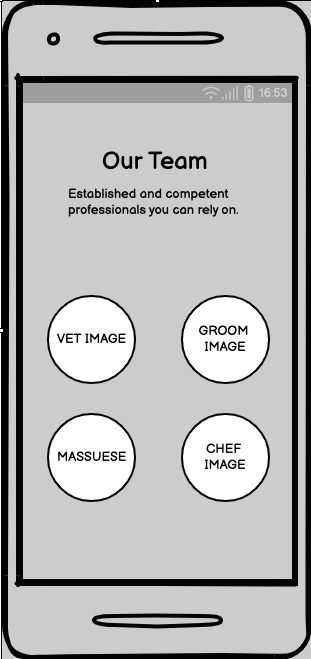 16:53
Our Team
Established and competent
professionals you can rely on.
VET IMAGE
GROOM
IMAGE
MASSUESE
CHEF
IMAGE